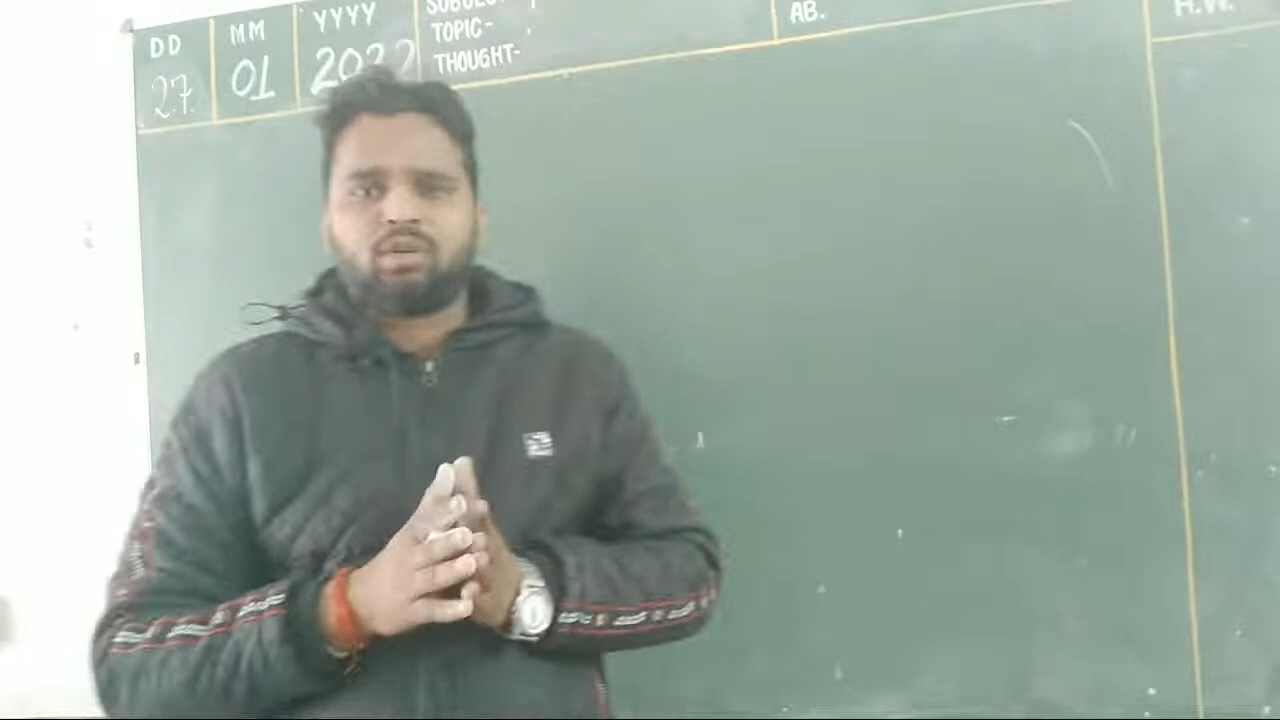 DD MM YYYY
27. 01 2022
TOPIC-
THOUGHT-
AB.
H.W.